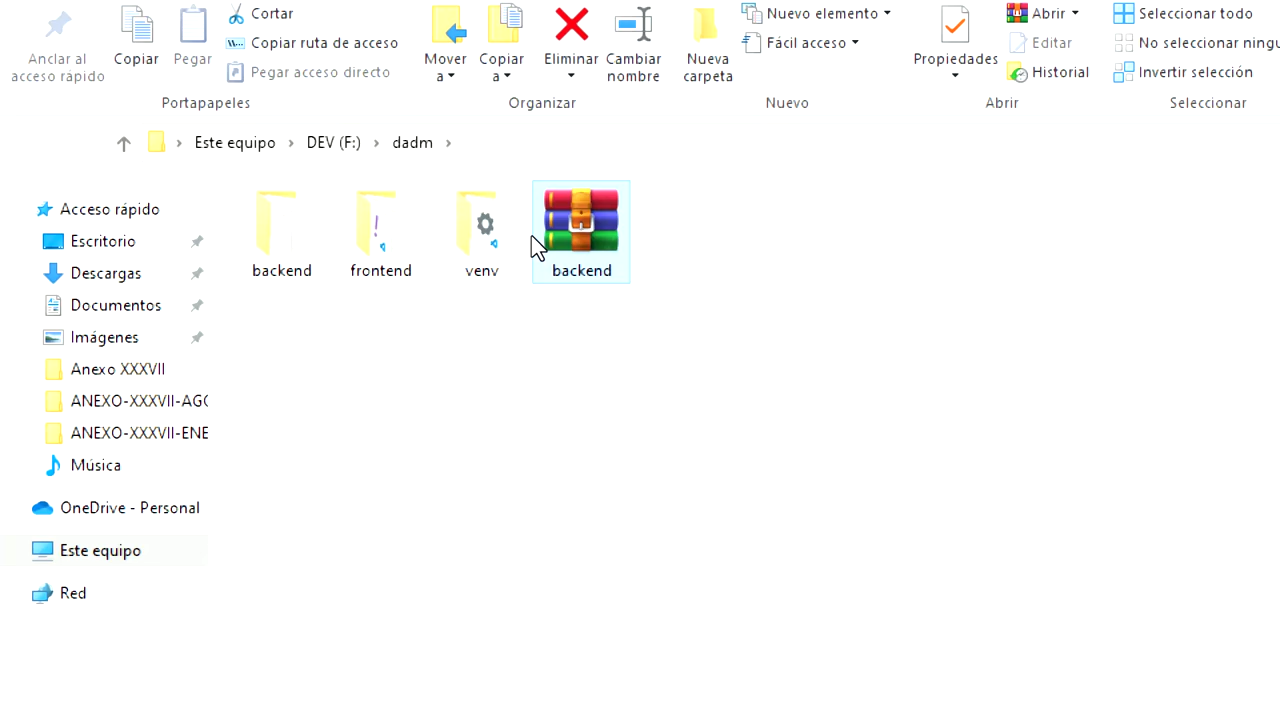 Anclar al
acceso rápido
Copiar
Pegar
Cortar
Copiar ruta de acceso
Pegar acceso directo
Portapapeles
Mover
a
Copiar
a
Eliminar
Cambiar
nombre
Organizar
Nueva
carpeta
Nuevo elemento
Fácil acceso
Nuevo
Propiedades
Abrir
Editar
Historial
Abrir
Seleccionar todo
No seleccionar ningu
Invertir selección
Seleccionar
Este equipo › DEV (F:) › dadm ›
Acceso rápido
Escritorio
Descargas
Documentos
Imágenes
Anexo XXXVII
ANEXO-XXXVII-AGO
ANEXO-XXXVII-ENE
Música
OneDrive - Personal
Este equipo
Red
backend
frontend
venv
backend